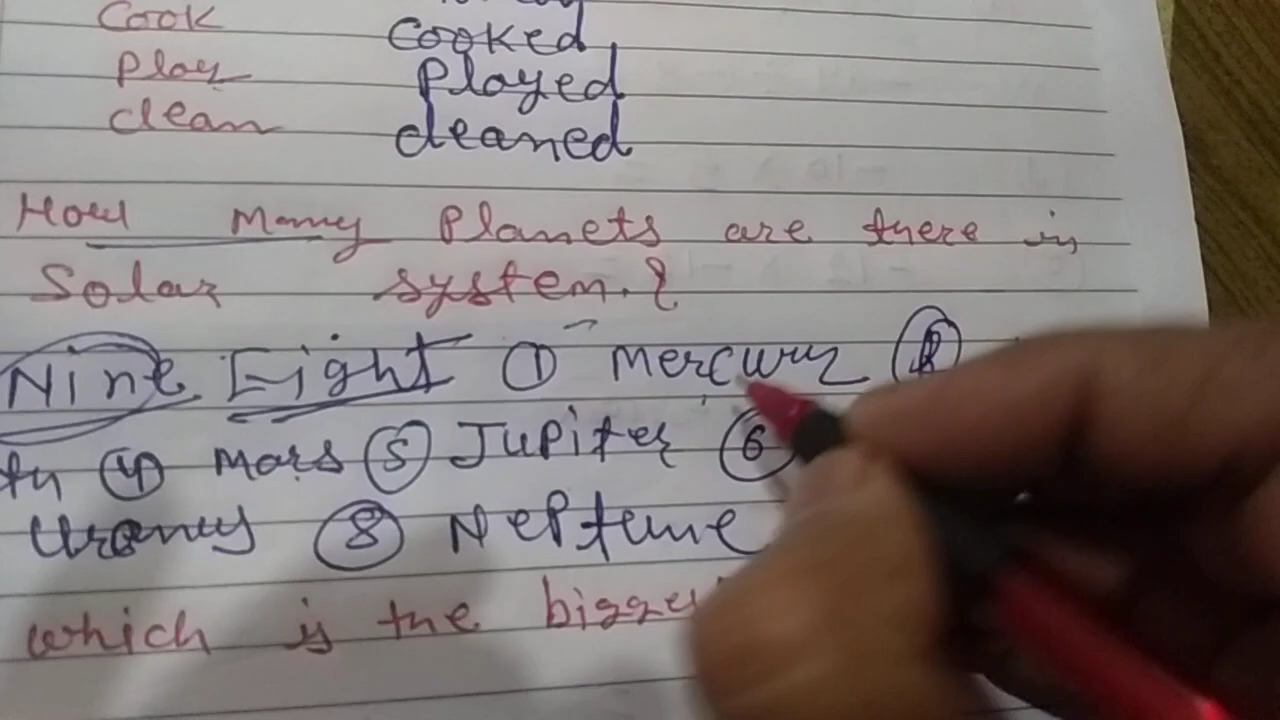 Cook cooked
Play Played
clean cleaned
How Many Planets are there in
Solar system.?
Nine Eight ① Mercury
④ Mars ⑤ Jupiter ⑥
Uranus ⑧ Neptune
which is the